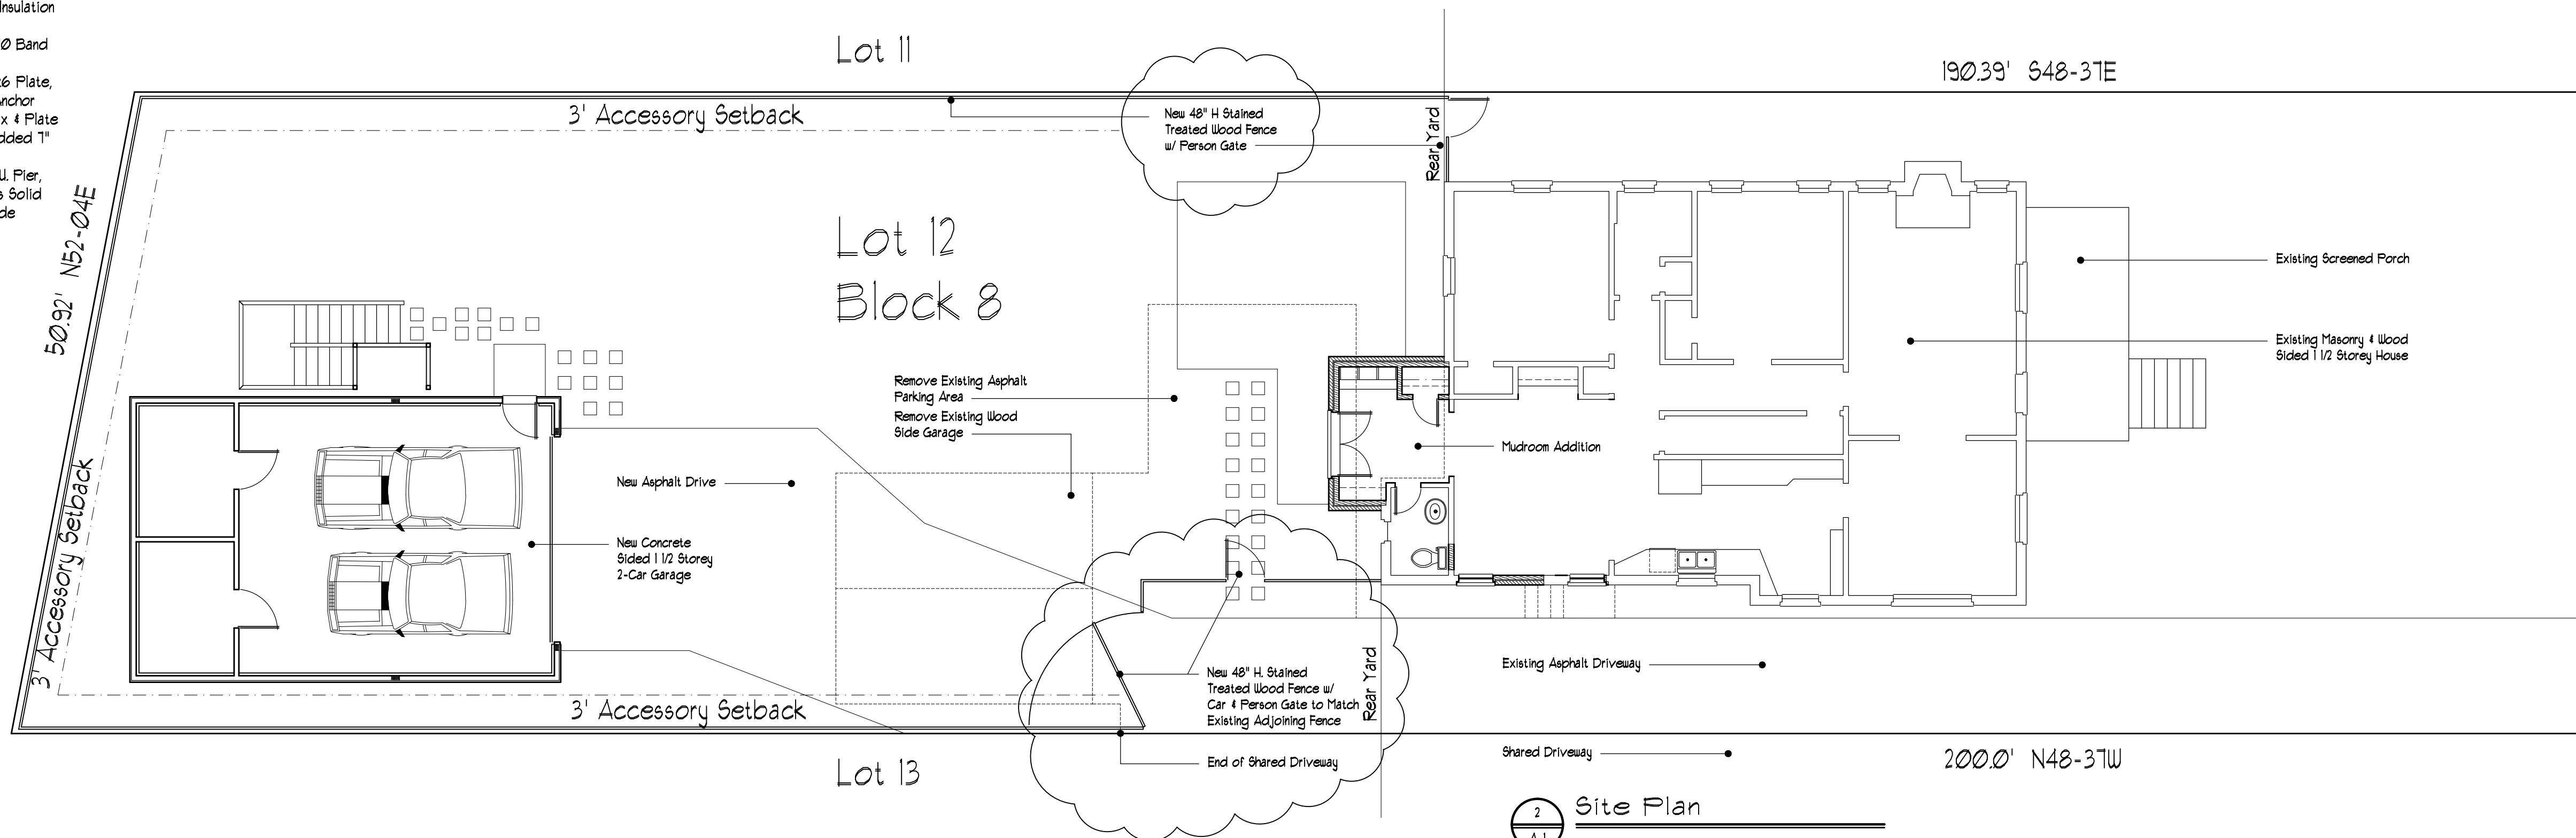 Insulation
Ø Band
6 Plate,
Anchor
x & Plate
dded 7"
U. Pier,
s Solid
de
Lot 11
190.39' S48-37E
3' Accessory Setback
New 48" H Stained
Treated Wood Fence
w/ Person Gate
Rear Yard
50.92' N52-04E
Lot 12
Block 8
Existing Screened Porch
Existing Masonry & Wood
Sided 1 1/2 Storey House
Remove Existing Asphalt
Parking Area
Remove Existing Wood
Side Garage
Mudroom Addition
New Asphalt Drive
New Concrete
Sided 1 1/2 Storey
2-Car Garage
3' Accessory Setback
New 48" H. Stained
Treated Wood Fence w/
Car & Person Gate to Match
Existing Adjoining Fence
Rear Yard
Existing Asphalt Driveway
3' Accessory Setback
End of Shared Driveway
Shared Driveway
200.0' N48-37W
Lot 13
2
Site Plan